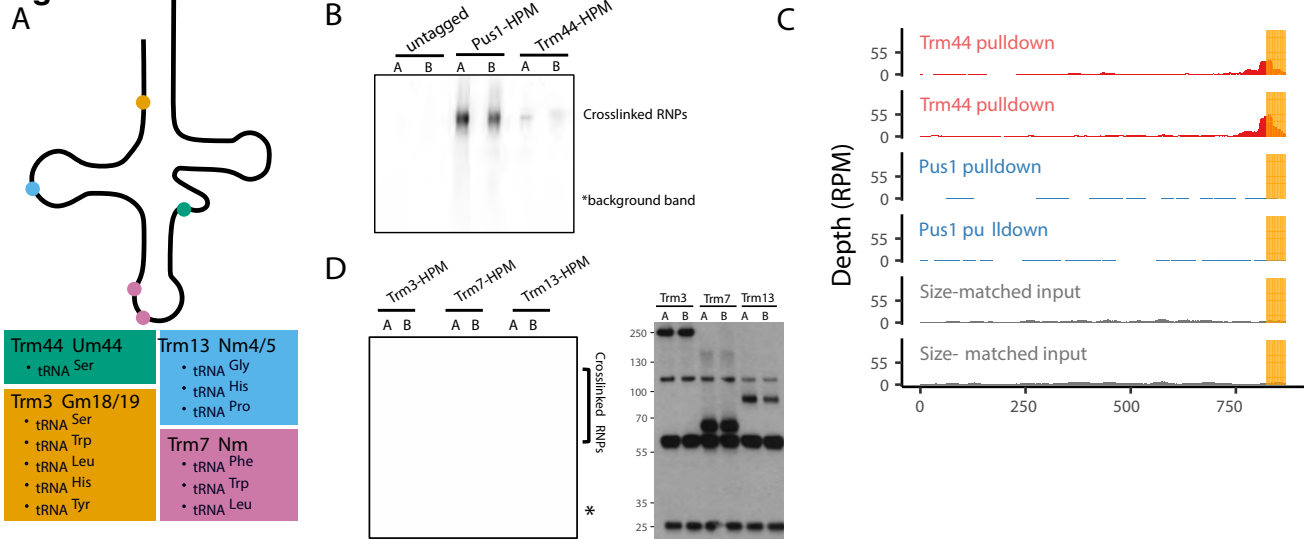 A
Trm44 Um44
• tRNA Ser
Trm3 Gm18/19
• tRNA Ser
• tRNA Trp
• tRNA Leu
• tRNA His
• tRNA Tyr
Trm13 Nm4/5
• tRNA Gly
• tRNA His
• tRNA Pro
Trm7 Nm
• tRNA Phe
• tRNA Trp
• tRNA Leu
B
untagged Pus1-HPM Trm44-HPM
A B A B A B
Crosslinked RNPs
*background band
C
Depth (RPM)
55
0
Trm44 pulldown
55
0
Trm44 pulldown
55
0
Pus1 pulldown
55
0
Pus1 pu lldown
55
0
Size-matched input
55
0
Size- matched input
0 250 500 750
D
Trm3-HPM Trm7-HPM Trm13-HPM
A B A B A B
Crosslinked RNPs
*
Trm3 Trm7 Trm13
A B A B A B
250
130
100
70
55
35
25